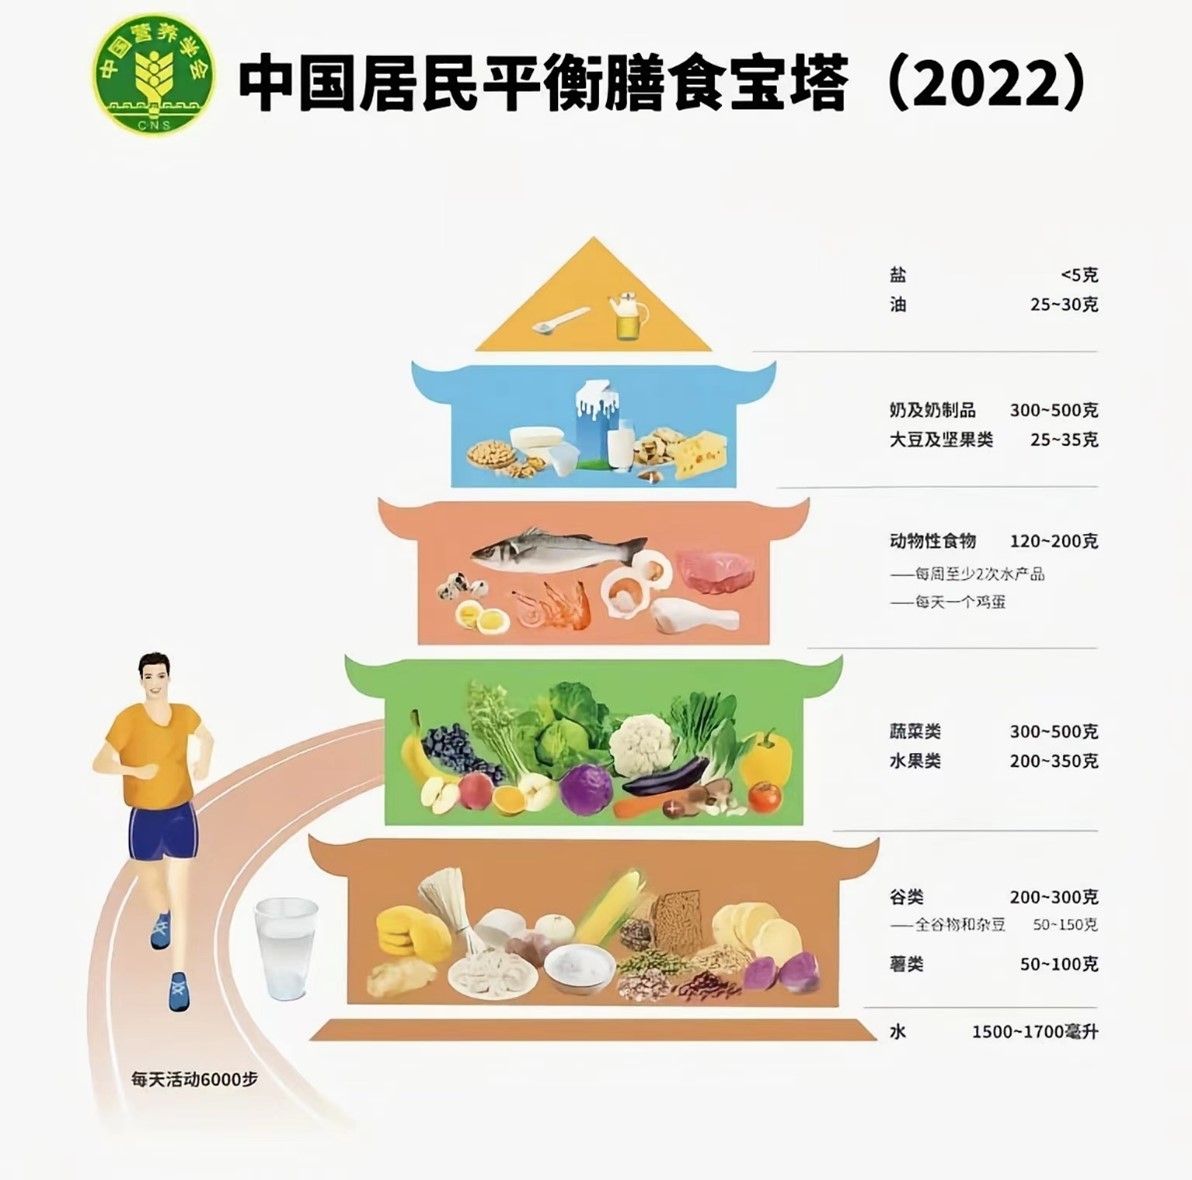 中国营养学会
CNS
中国居民平衡膳食宝塔（2022）
盐 <5克
油 25~30克
奶及奶制品 300~500克
大豆及坚果类 25~35克
动物性食物 120~200克
——每周至少2次水产品
——每天一个鸡蛋
蔬菜类 300~500克
水果类 200~350克
谷类 200~300克
——全谷物和杂豆 50~150克
薯类 50~100克
水 1500~1700毫升
每天活动6000步